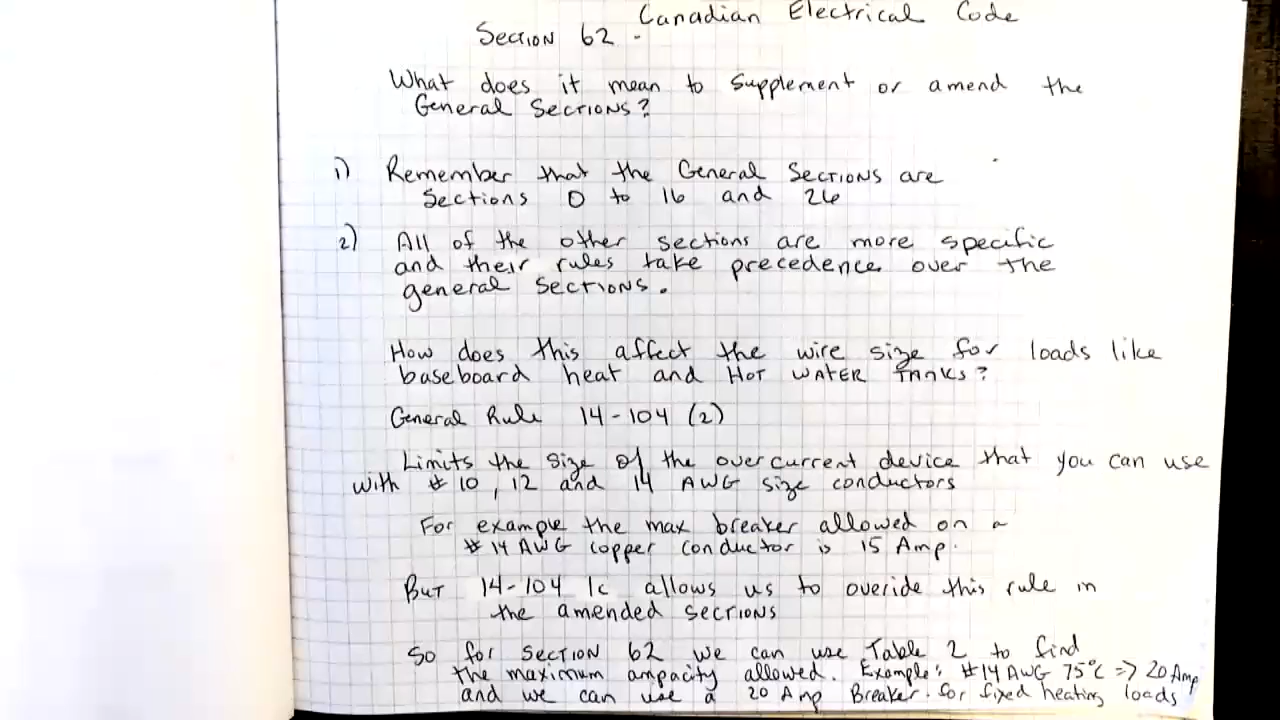 Canadian Electrical Code
Section 62 -
What does it mean to Supplement or amend the
General Sections?
1) Remember that the General Sections are
Sections 0 to 16 and 26
2) All of the other sections are more specific
and their rules take precedence over the
general Sections.
How does this affect the wire size for loads like
baseboard heat and Hot WATER TANKS?
General Rule 14-104 (2)
Limits the size of the overcurrent device that you can use
with #10, 12 and 14 AWG size conductors
For example the max breaker allowed on a
#14 AWG copper conductor is 15 Amp.
But 14-104 1c allows us to overide this rule in
the amended sections
So for Section 62 we can use Table 2 to find
the maximum ampacity allowed. Example: #14 AWG 75°C => 20 Amp
and we can use a 20 Amp Breaker. for fixed heating loads